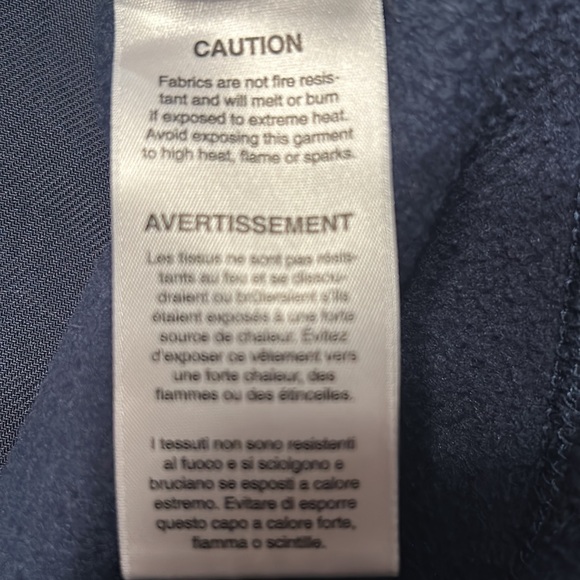 CAUTION
Fabrics are not fire resis-
tant and will melt or burn
if exposed to extreme heat.
Avoid exposing this garment
to high heat, flame or sparks.
AVERTISSEMENT
Les tissus ne sont pas résis-
tants au feu et se dissou-
draient ou brûleraient s'ils
étaient exposés à une forte
source de chaleur. Évitez
d'exposer ce vêtement vers
une forte chaleur, des
flammes ou des étincelles.
I tessuti non sono resistenti
al fuoco e si sciolgono e
bruciano se esposti a calore
estremo. Evitare di esporre
questo capo a calore forte,
fiamma o scintille.